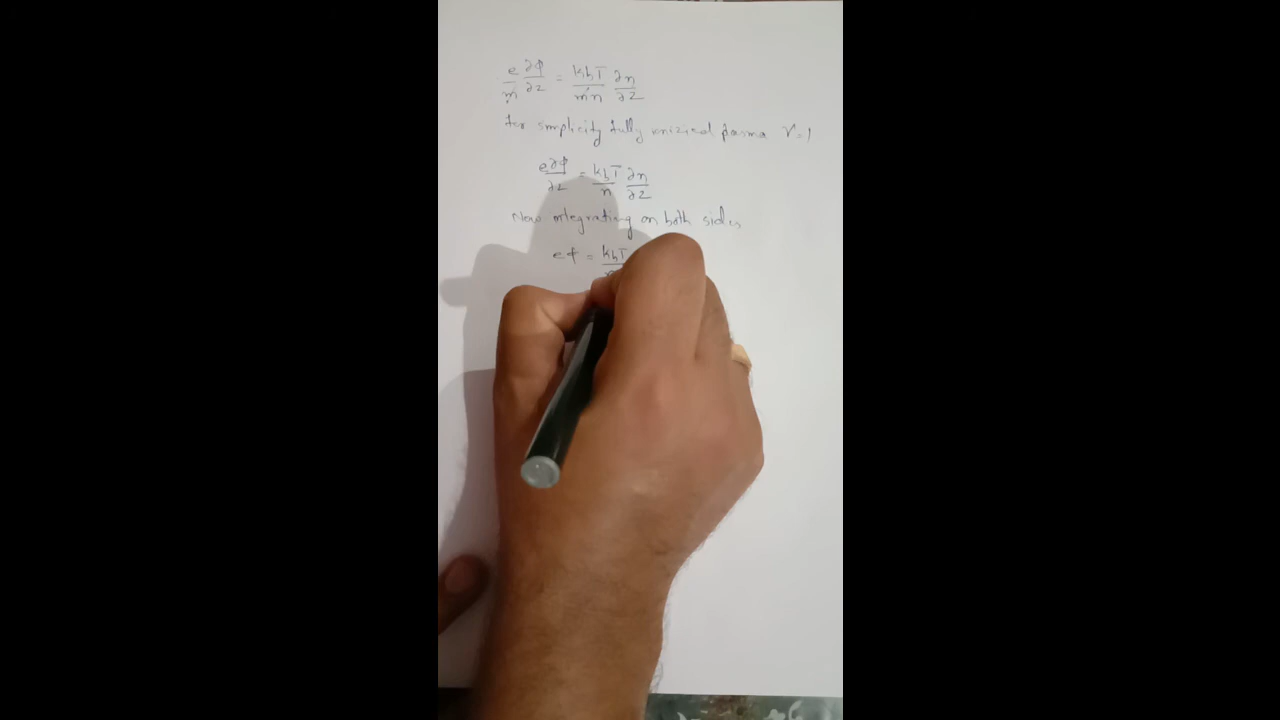 e/m ∂φ/∂z = KbT/mn ∂n/∂z
for simplicity fully ionized plasma γ=1
e∂φ/∂z = KbT/n ∂n/∂z
Now integrating on both sides
eφ = KbT